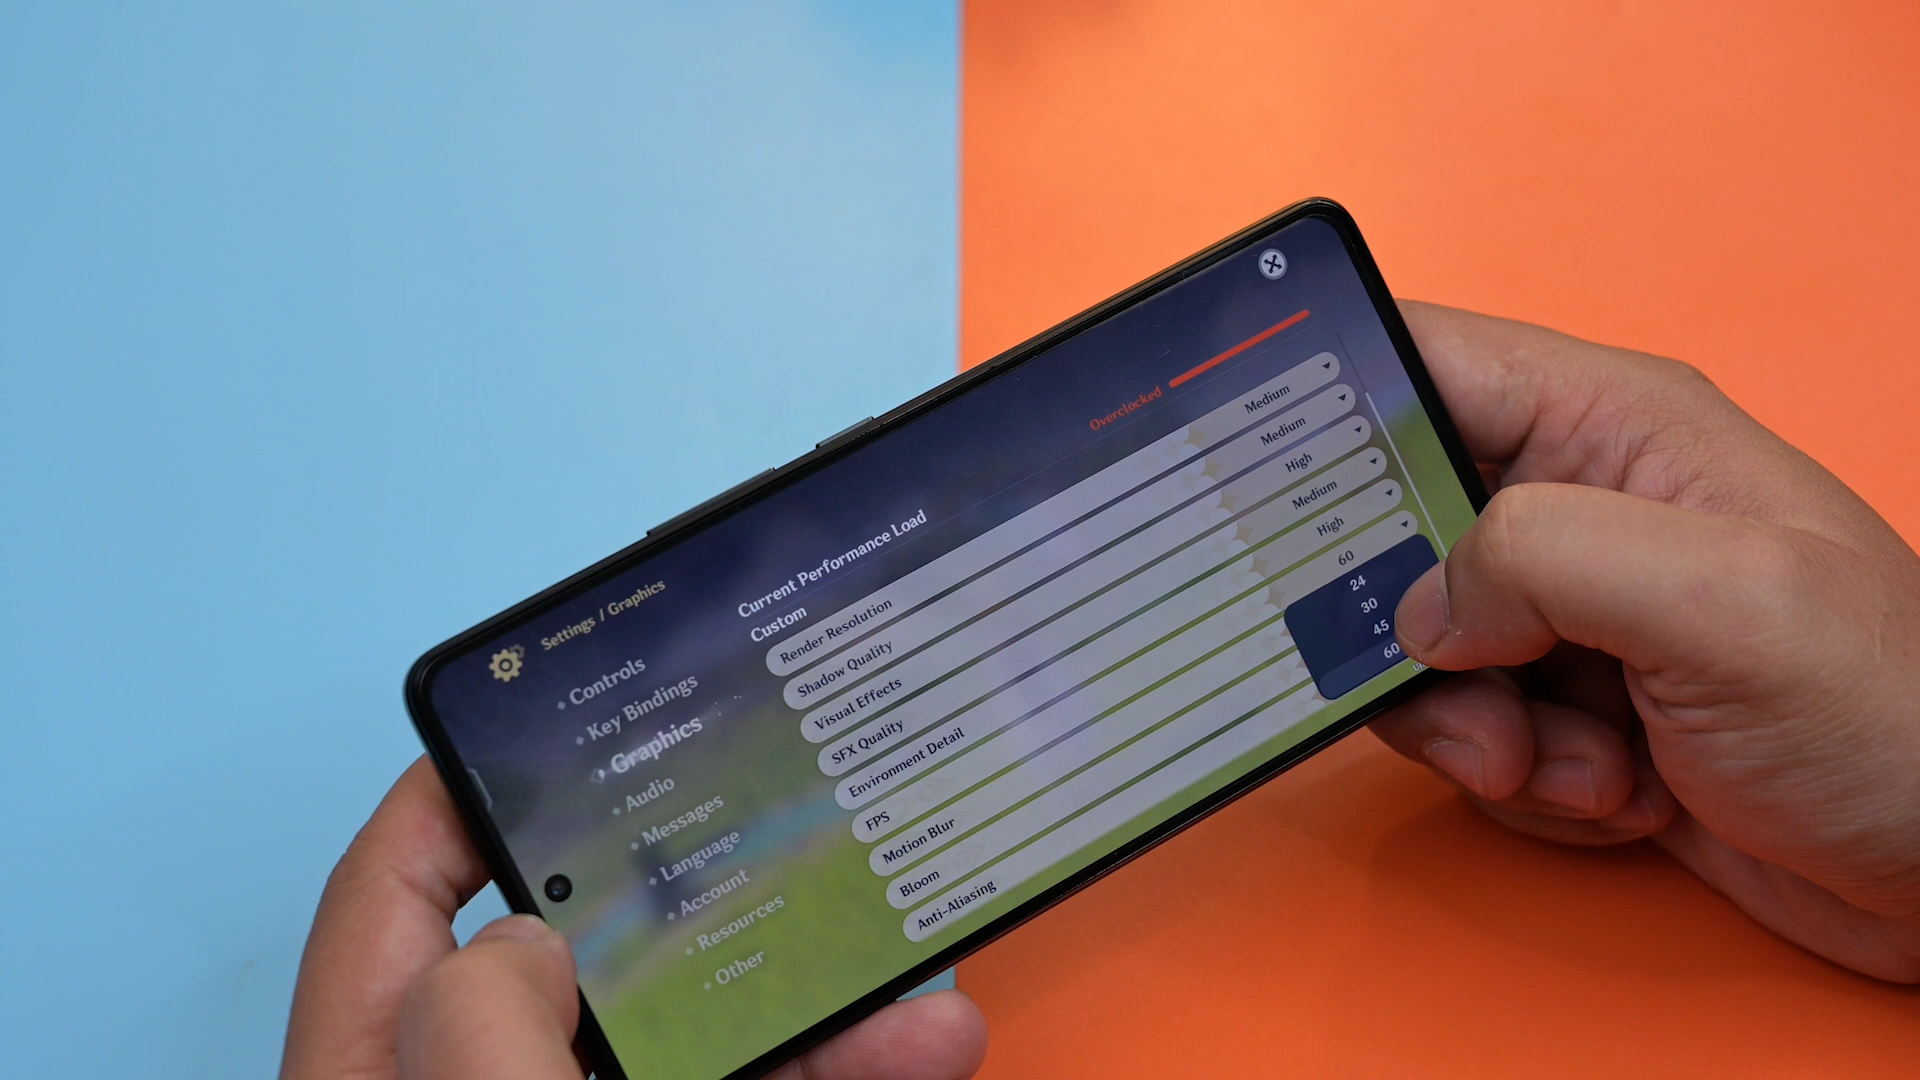 Settings / Graphics
Controls
Key Bindings
Graphics
Audio
Messages
Language
Account
Resources
Other
Current Performance Load
Overclocked
Custom
Render Resolution Medium
Shadow Quality Medium
Visual Effects High
SFX Quality Medium
Environment Detail High
FPS 60
24
30
45
60
Motion Blur
Bloom
Anti-Aliasing